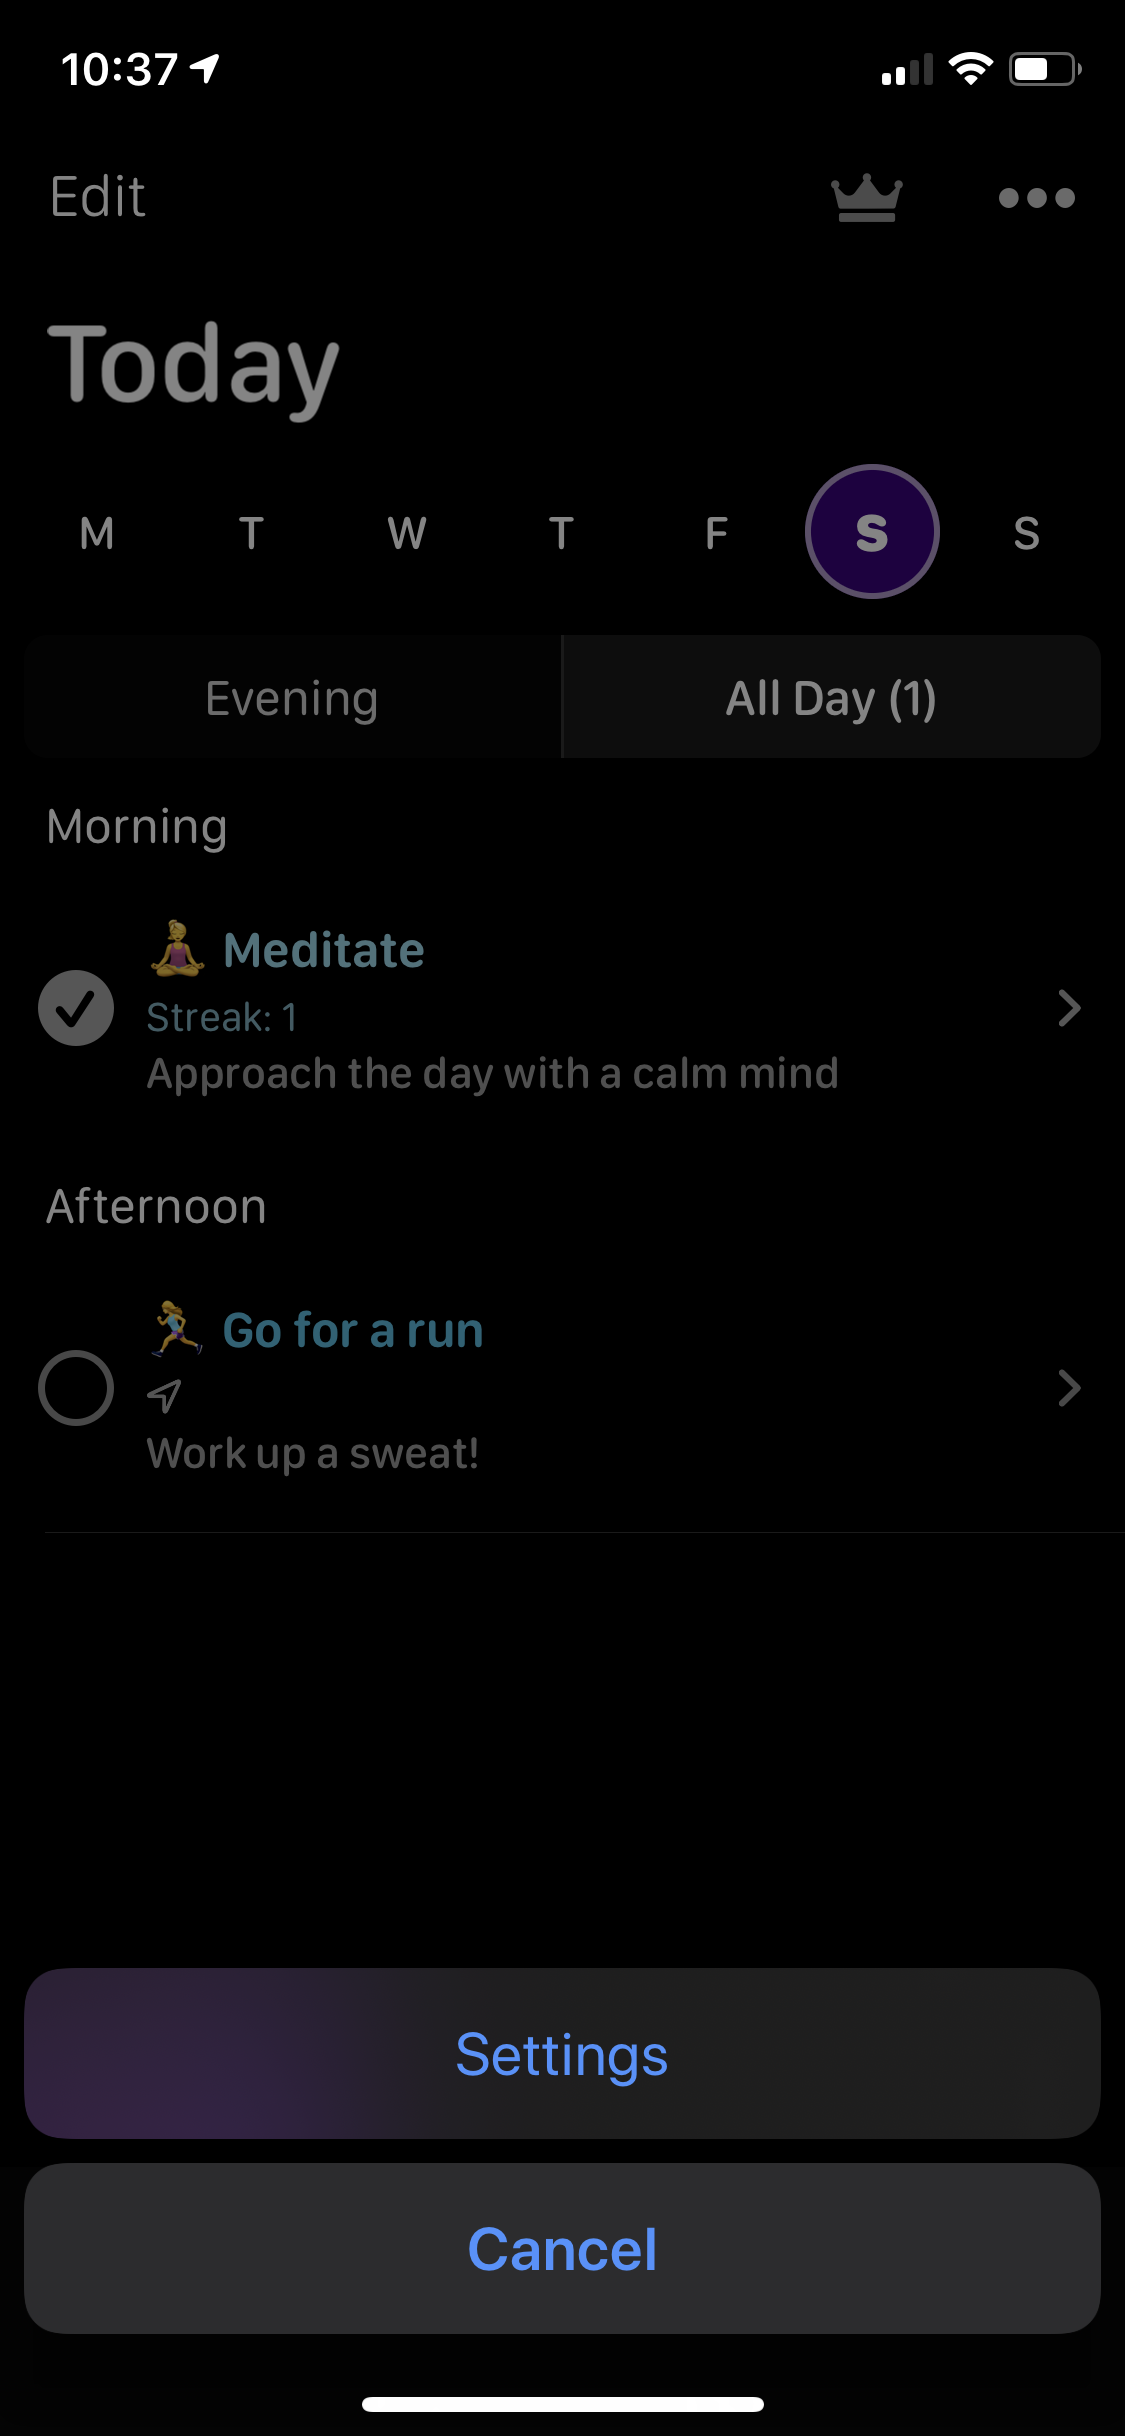 10:37
Edit
Today
M T W T F S S
Evening All Day (1)
Morning
Meditate
Streak: 1
Approach the day with a calm mind
Afternoon
Go for a run
Work up a sweat!
Settings
Cancel